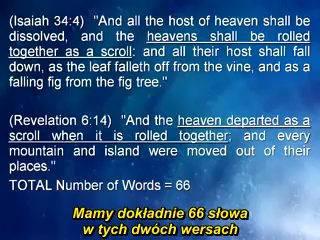 (Isaiah 34:4) "And all the host of heaven shall be
dissolved, and the heavens shall be rolled
together as a scroll: and all their host shall fall
down, as the leaf falleth off from the vine, and as a
falling fig from the fig tree."
(Revelation 6:14) "And the heaven departed as a
scroll when it is rolled together; and every
mountain and island were moved out of their
places."
TOTAL Number of Words = 66
Mamy dokładnie 66 słowa
w tych dwóch wersach